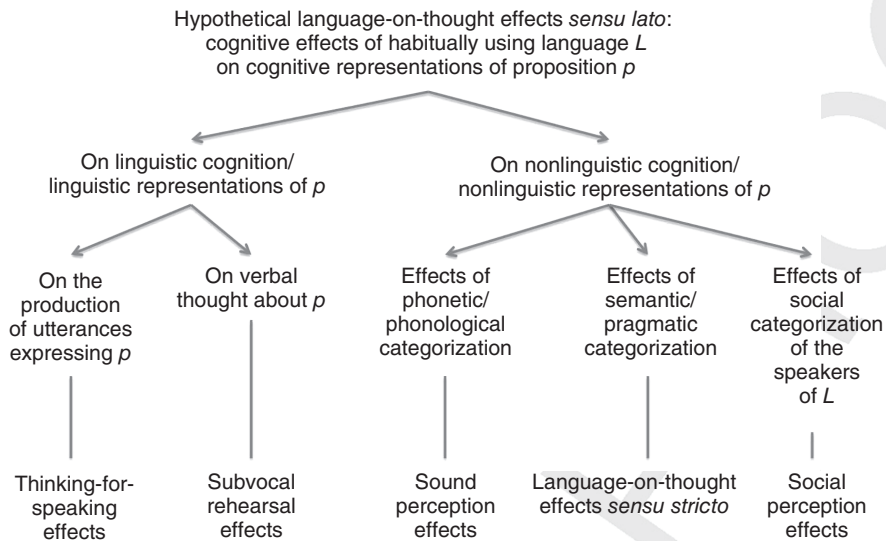 Hypothetical language-on-thought effects sensu lato:
cognitive effects of habitually using language L
on cognitive representations of proposition p
On linguistic cognition/
linguistic representations of p
On nonlinguistic cognition/
nonlinguistic representations of p
On the
production
of utterances
expressing p
On verbal
thought about p
Effects of
phonetic/
phonological
categorization
Effects of
semantic/
pragmatic
categorization
Effects of
social
categorization
of the
speakers
of L
Thinking-for-
speaking
effects
Subvocal
rehearsal
effects
Sound
perception
effects
Language-on-thought
effects sensu stricto
Social
perception
effects